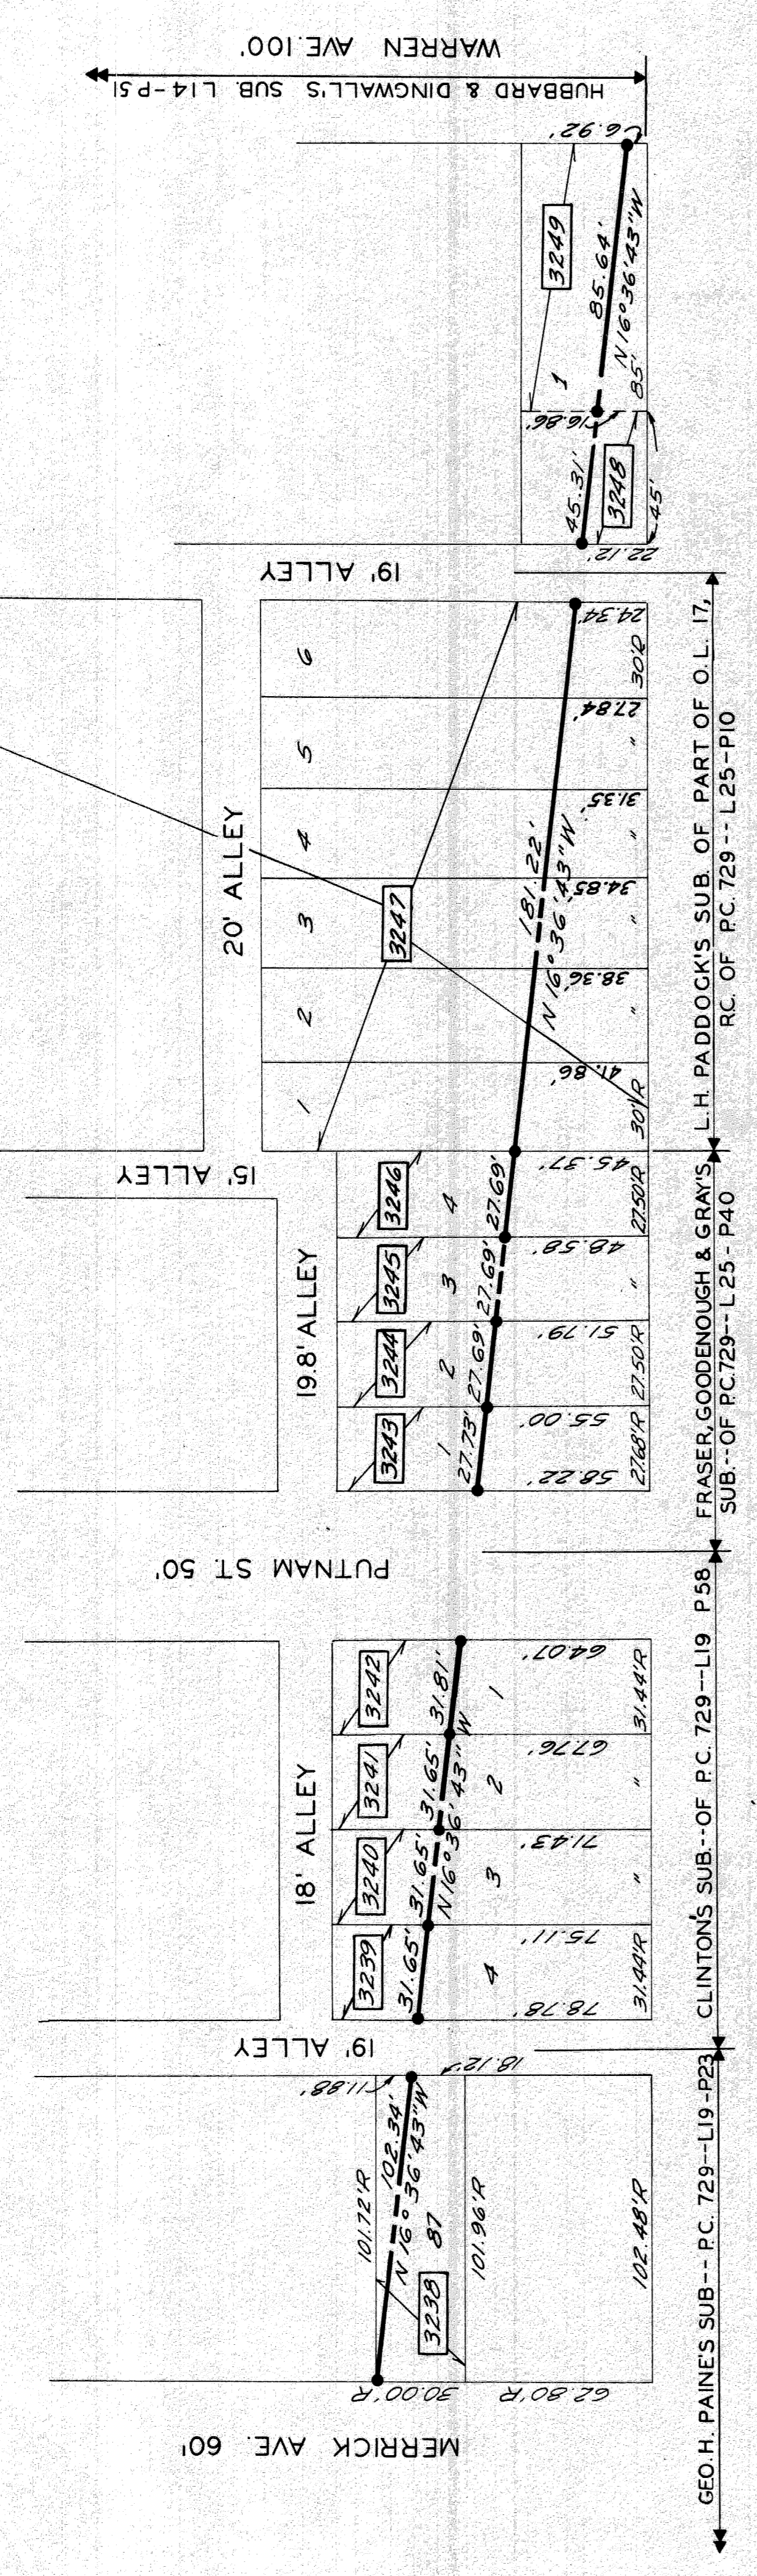 WARREN AVE. 100'
HUBBARD & DINGWALL'S SUB. L14-P51
6.92'
3249
85.64'
N 16° 36' 43" W
85'
1
16.86'
45.31'
3248
45'
22.12'
19' ALLEY
24.34'
6
30'R
27.84'
5
"
31.35'
20' ALLEY
4
"
34.85'
181.22'
N 16° 36' 43" W
3247
3
"
38.36'
2
"
41.86'
1
30'R
L.H. PADDOCK'S SUB. OF PART OF O.L. 17,
R.C. OF P.C. 729 -- L25-P10
15' ALLEY
45.37'
3246
4
27.69'
27.50'R
48.58'
19.8' ALLEY
3245
3
27.69'
"
51.79'
3244
2
27.69'
27.50'R
55.00'
3243
1
27.73'
27.68'R
58.22'
FRASER, GOODENOUGH & GRAY'S
SUB.--OF P.C. 729--L25-P40
PUTNAM ST. 50'
64.07'
3242
31.81'
1
31.44'R
67.76'
18' ALLEY
3241
31.65'
N 16° 36' 43" W
2
"
71.43'
3240
31.65'
3
"
75.11'
3239
31.65'
4
31.44'R
78.78'
CLINTON'S SUB.--OF P.C. 729--L19 P58
19' ALLEY
18.12'
11.88'
101.72'R
102.34'
N 16° 36' 43" W
87
3238
101.96'R
102.48'R
30.00'R
62.80'R
GEO. H. PAINE'S SUB-- P.C. 729--L19-P23
MERRICK AVE. 60'